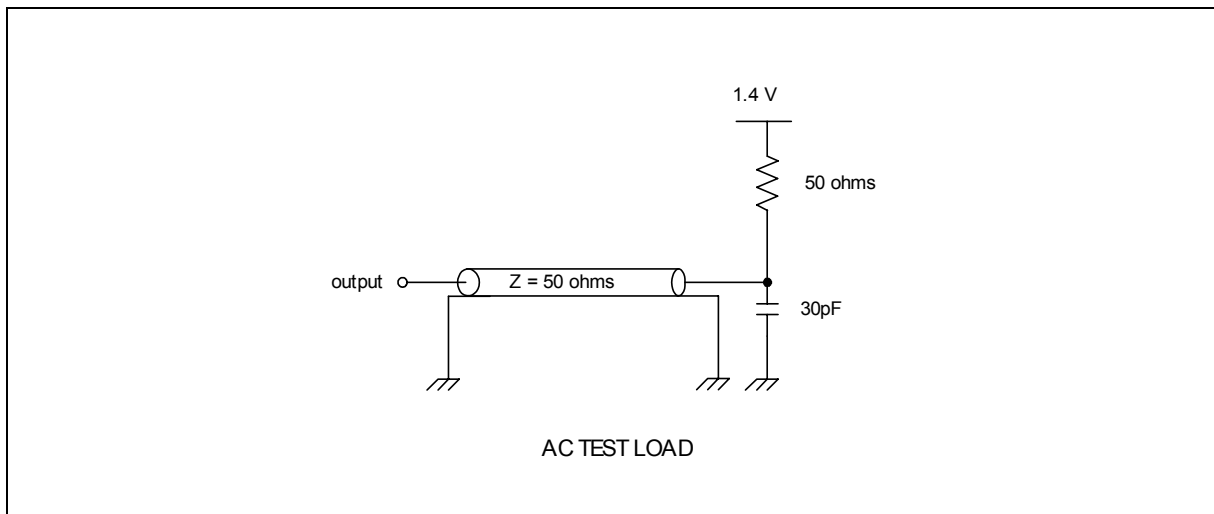 1.4 V
50 ohms
output
Z = 50 ohms
30pF
AC TEST LOAD